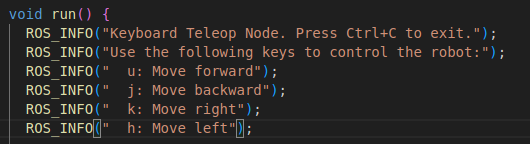 void run() {
ROS_INFO("Keyboard Teleop Node. Press Ctrl+C to exit.");
ROS_INFO("Use the following keys to control the robot:");
ROS_INFO("  u: Move forward");
ROS_INFO("  j: Move backward");
ROS_INFO("  k: Move right");
ROS_INFO("  h: Move left");